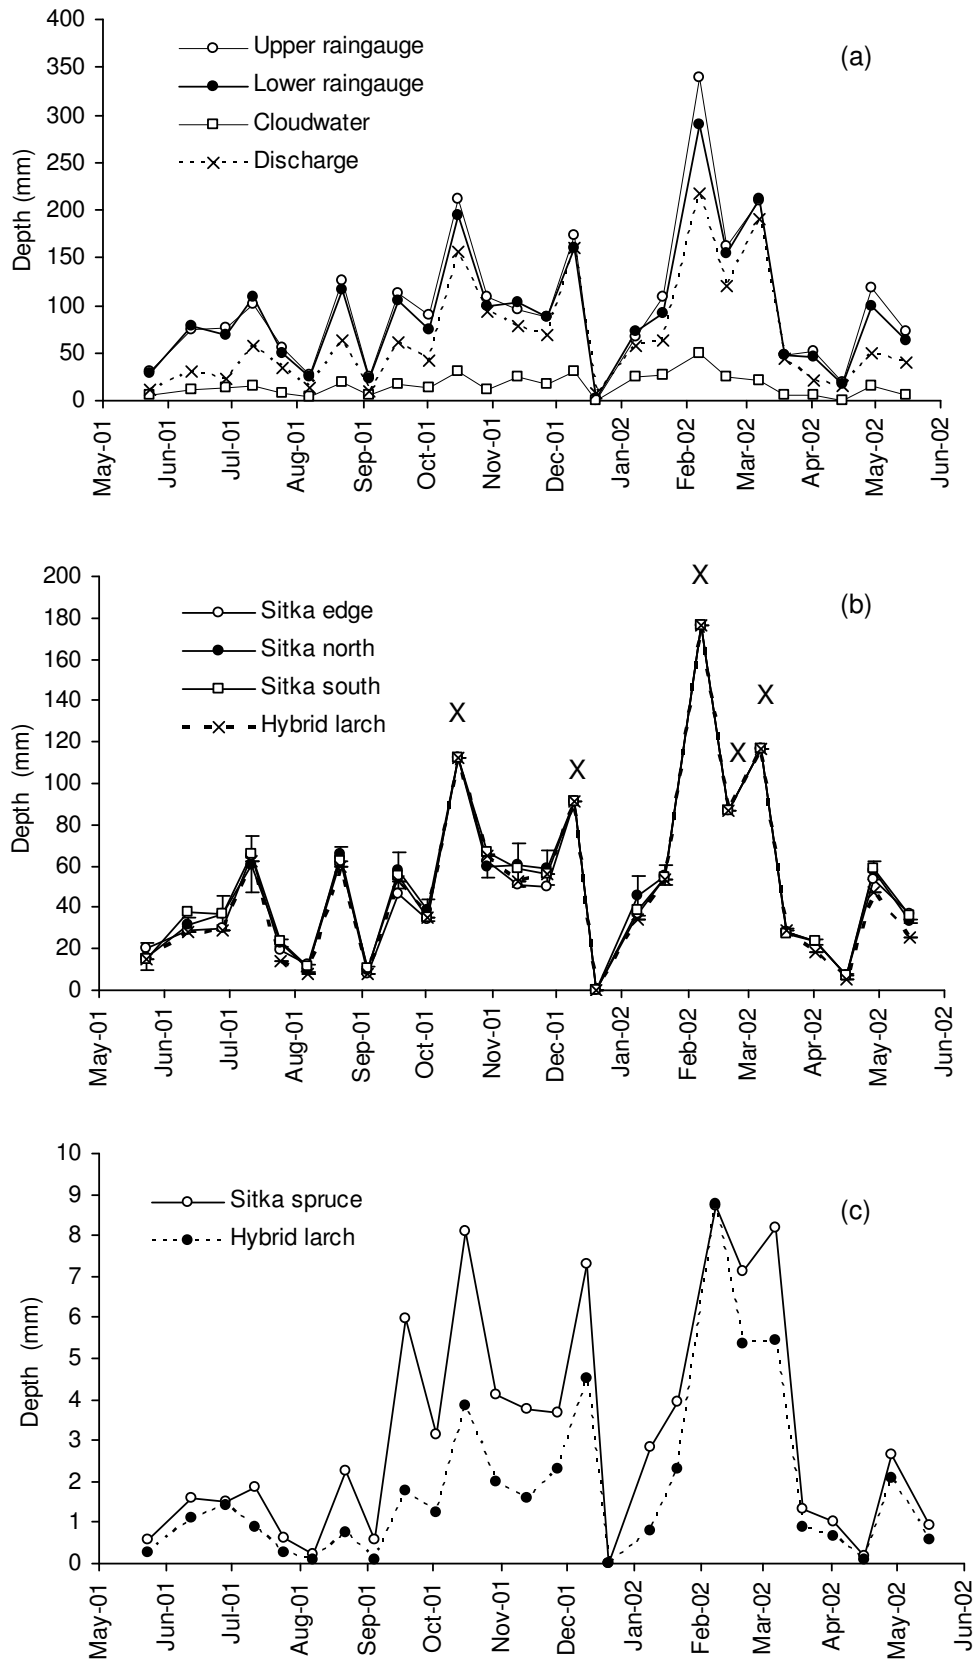 400
350
300
250
200
150
100
50
0
Depth (mm)
Upper raingauge
Lower raingauge
Cloudwater
Discharge
(a)
May-01
Jun-01
Jul-01
Aug-01
Sep-01
Oct-01
Nov-01
Dec-01
Jan-02
Feb-02
Mar-02
Apr-02
May-02
Jun-02
200
180
160
140
120
100
80
60
40
20
0
Depth (mm)
Sitka edge
Sitka north
Sitka south
Hybrid larch
(b)
X
X
X
X
X
May-01
Jun-01
Jul-01
Aug-01
Sep-01
Oct-01
Nov-01
Dec-01
Jan-02
Feb-02
Mar-02
Apr-02
May-02
Jun-02
10
9
8
7
6
5
4
3
2
1
0
Depth (mm)
Sitka spruce
Hybrid larch
(c)
May-01
Jun-01
Jul-01
Aug-01
Sep-01
Oct-01
Nov-01
Dec-01
Jan-02
Feb-02
Mar-02
Apr-02
May-02
Jun-02